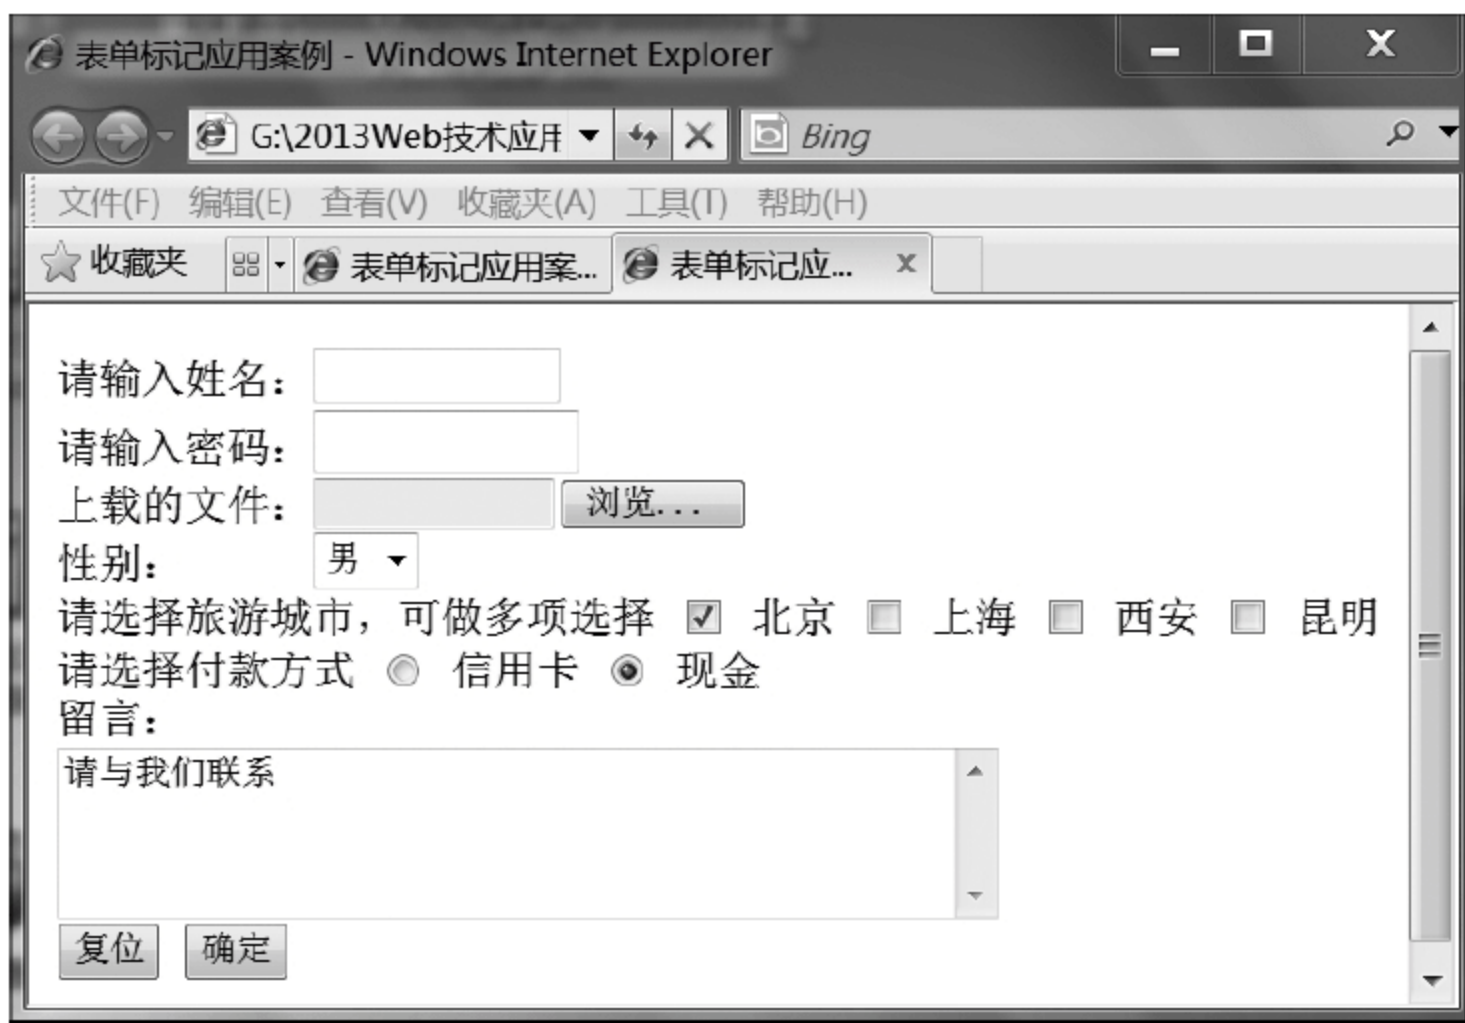 表单标记应用案例 - Windows Internet Explorer
G:\2013Web技术应用 Bing
文件(F) 编辑(E) 查看(V) 收藏夹(A) 工具(T) 帮助(H)
收藏夹 表单标记应用案... 表单标记应...
请输入姓名：
请输入密码：
上载的文件： 浏览...
性别： 男
请选择旅游城市，可做多项选择 北京 上海 西安 昆明
请选择付款方式 信用卡 现金
留言：
请与我们联系
复位 确定